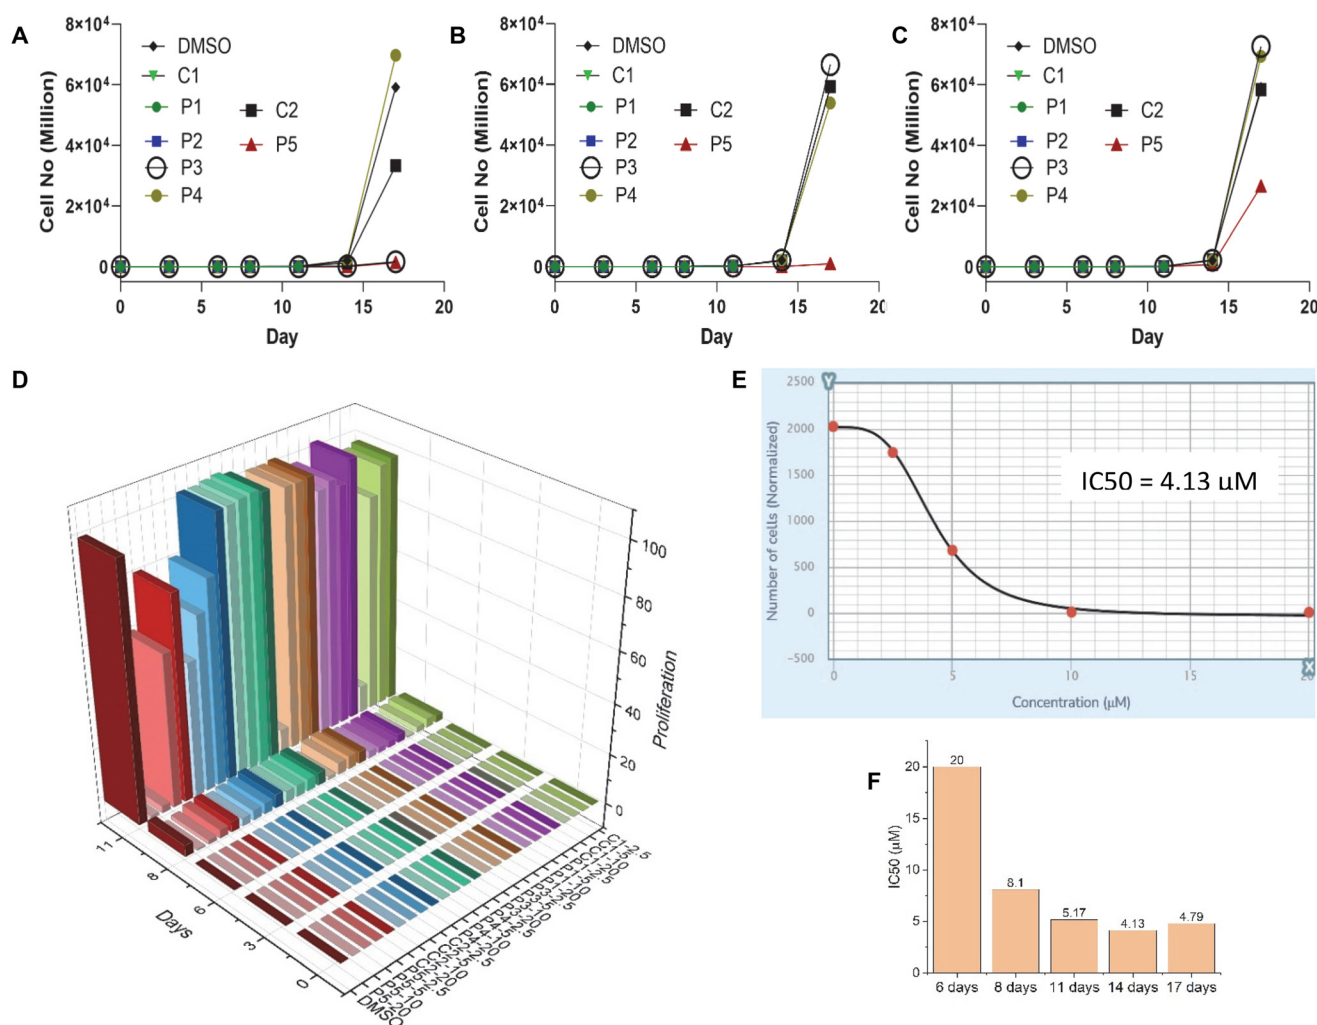 A
8×10⁴
6×10⁴
4×10⁴
2×10⁴
0
Cell No (Million)
DMSO
C1
P1
P2
P3
P4
C2
P5
0 5 10 15 20
Day
B
8×10⁴
6×10⁴
4×10⁴
2×10⁴
0
Cell No (Million)
DMSO
C1
P1
P2
P3
P4
C2
P5
0 5 10 15 20
Day
C
8×10⁴
6×10⁴
4×10⁴
2×10⁴
0
Cell No (Million)
DMSO
C1
P1
P2
P3
P4
C2
P5
0 5 10 15 20
Day
D
100
80
60
40
20
0
Proliferation
11
8
6
3
0
Days
DMSO
E
Y
2500
2000
1500
1000
500
0
-500
Number of cells (Normalized)
IC50 = 4.13 µM
X
0 5 10 15 20
Concentration (µM)
F
20
15
10
5
0
IC50 (µM)
20
8.1
5.17
4.13
4.79
6 days 8 days 11 days 14 days 17 days